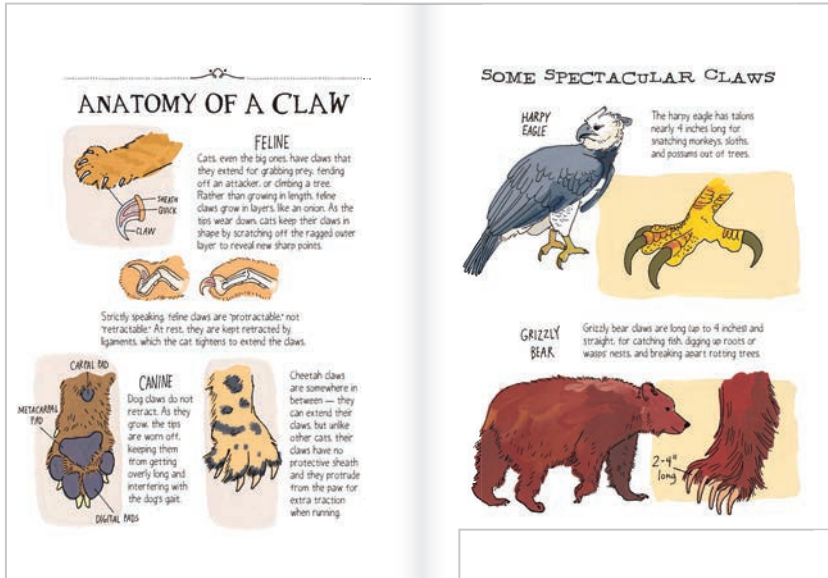 ANATOMY OF A CLAW
FELINE
Cats, even the big ones, have claws that
they extend for grabbing prey, fending
off an attacker, or climbing a tree.
Rather than growing in length, feline
claws grow in layers, like an onion. As the
tips wear down, cats keep their claws in
shape by scratching off the ragged outer
layer to reveal new sharp points.
SHEATH
QUICK
CLAW
Strictly speaking, feline claws are "protractable," not
"retractable." At rest, they are kept retracted by
ligaments, which the cat tightens to extend the claws.
CARPAL PAD
METACARPAL
PAD
DIGITAL PADS
CANINE
Dog claws do not
retract. As they
grow, the tips
are worn off,
keeping them
from getting
overly long and
interfering with
the dog's gait.
Cheetah claws
are somewhere in
between — they
can extend their
claws, but unlike
other cats, their
claws have no
protective sheath
and they protrude
from the paw for
extra traction
when running.
SOME SPECTACULAR CLAWS
HARPY
EAGLE
The harpy eagle has talons
nearly 4 inches long for
snatching monkeys, sloths,
and possums out of trees.
GRIZZLY
BEAR
Grizzly bear claws are long (up to 4 inches) and
straight, for catching fish, digging up roots or
wasps' nests, and breaking apart rotting trees.
2-4"
long